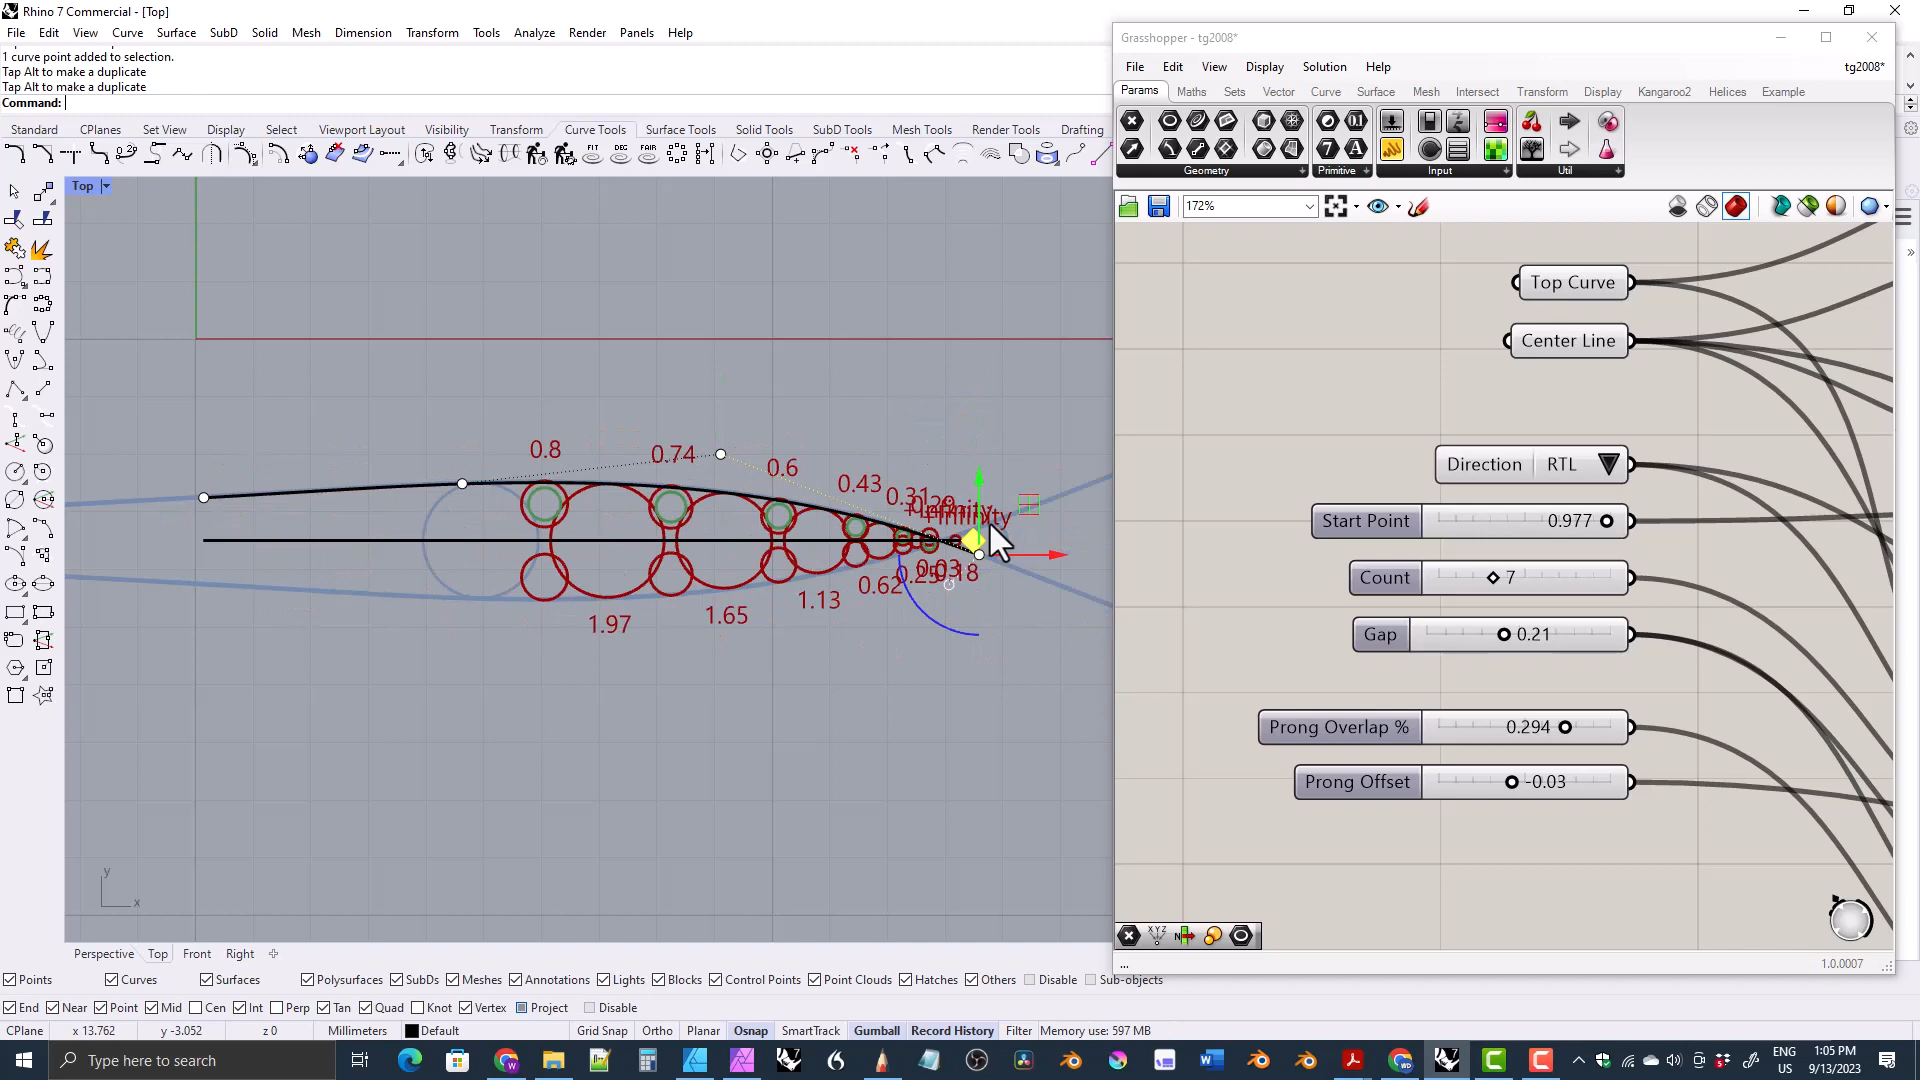 Rhino 7 Commercial - [Top]
File Edit View Curve Surface SubD Solid Mesh Dimension Transform Tools Analyze Render Panels Help
1 curve point added to selection.
Tap Alt to make a duplicate
Tap Alt to make a duplicate
Command:
Standard CPlanes Set View Display Select Viewport Layout Visibility Transform Curve Tools Surface Tools Solid Tools SubD Tools Mesh Tools Render Tools Drafting
Top
0.8
0.74
0.6
0.43
0.31
0.03
0.62
1.13
1.65
1.97
y
x
Perspective Top Front Right
Points Curves Surfaces Polysurfaces SubDs Meshes Annotations Lights Blocks Control Points Point Clouds Hatches Others Disable Sub-objects
End Near Point Mid Cen Int Perp Tan Quad Knot Vertex Project Disable
CPlane x 13.762 y -3.052 z 0 Millimeters Default Grid Snap Ortho Planar Osnap SmartTrack Gumball Record History Filter Memory use: 597 MB
Grasshopper - tg2008*
File Edit View Display Solution Help tg2008*
Params Maths Sets Vector Curve Surface Mesh Intersect Transform Display Kangaroo2 Helices Example
Geometry Primitive Input Util
172%
Top Curve
Center Line
Direction RTL
Start Point 0.977
Count 7
Gap 0.21
Prong Overlap % 0.294
Prong Offset -0.03
...
1.0.0007
Type here to search
ENG
US
1:05 PM
9/13/2023